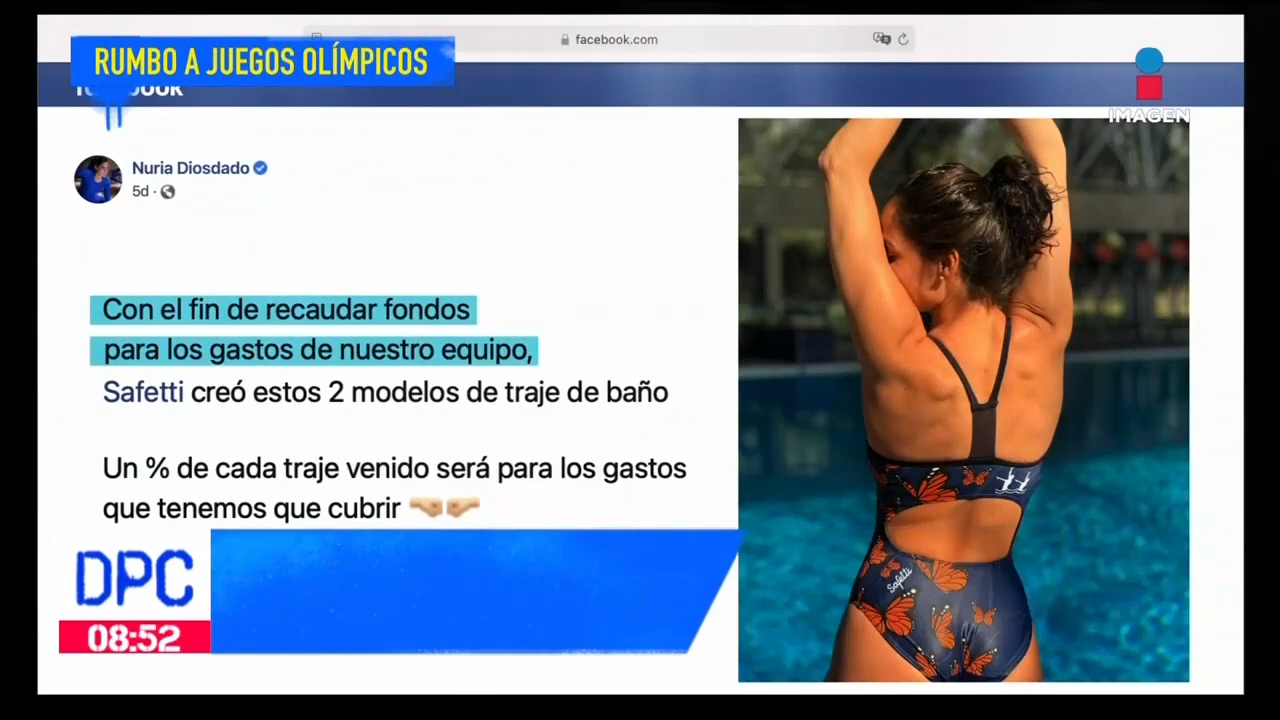 RUMBO A JUEGOS OLÍMPICOS
facebook.com
IMAGEN
Nuria Diosdado
5d
Con el fin de recaudar fondos
para los gastos de nuestro equipo,
Safetti creó estos 2 modelos de traje de baño
Un % de cada traje venido será para los gastos
que tenemos que cubrir 🤜🏼🤛🏼
Safetti
DPC
08:52